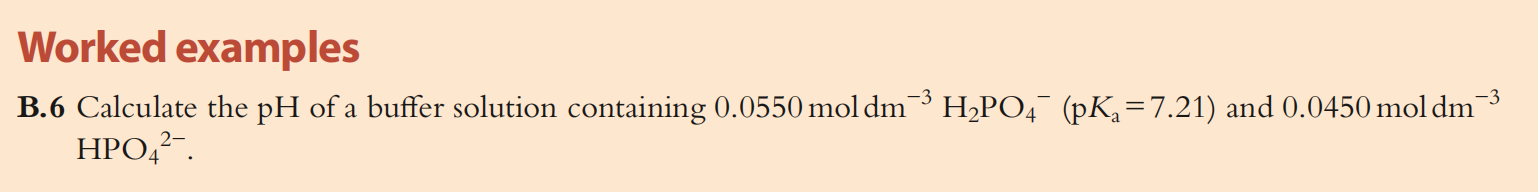 Worked examples
B.6 Calculate the pH of a buffer solution containing 0.0550 mol dm⁻³ H₂PO₄⁻ (pKₐ = 7.21) and 0.0450 mol dm⁻³
HPO₄²⁻.